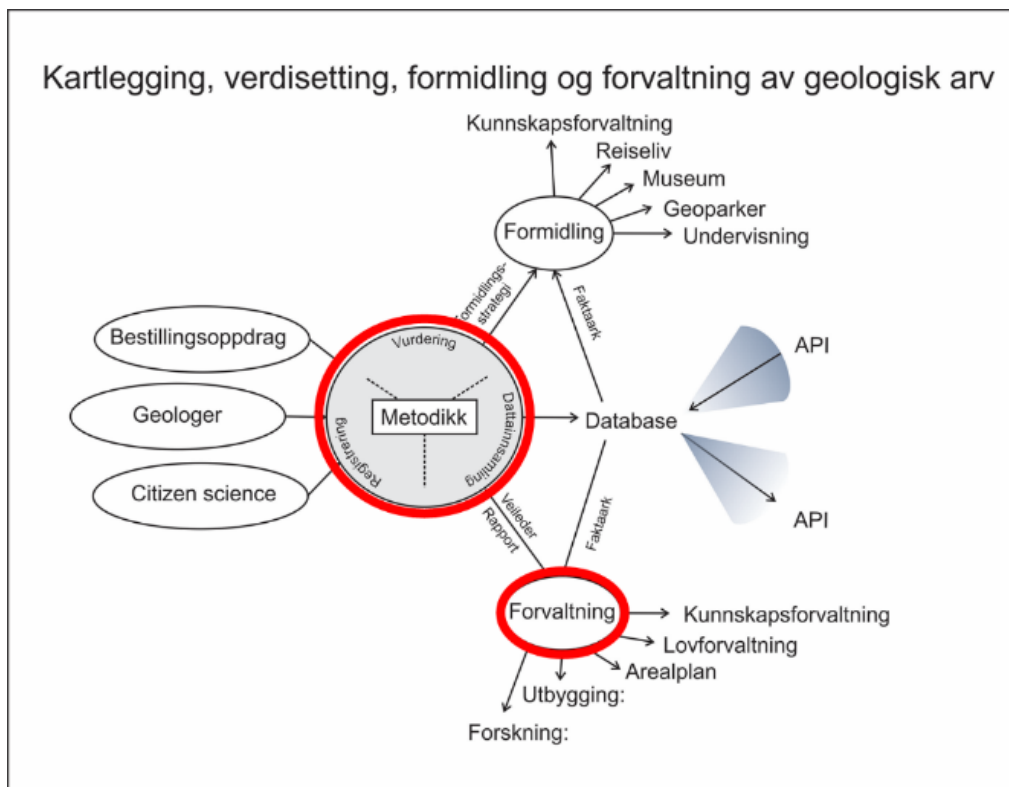 Kartlegging, verdisetting, formidling og forvaltning av geologisk arv
Kunnskapsforvaltning
Reiseliv
Museum
Geoparker
Undervisning
Formidling
Formidlings-
strategi
Faktaark
Bestillingsoppdrag
Geologer
Citizen science
Vurdering
Metodikk
Registrering
Dattainnsamling
Database
API
API
Veileder
Rapport
Faktaark
Forvaltning
Kunnskapsforvaltning
Lovforvaltning
Arealplan
Utbygging:
Forskning: